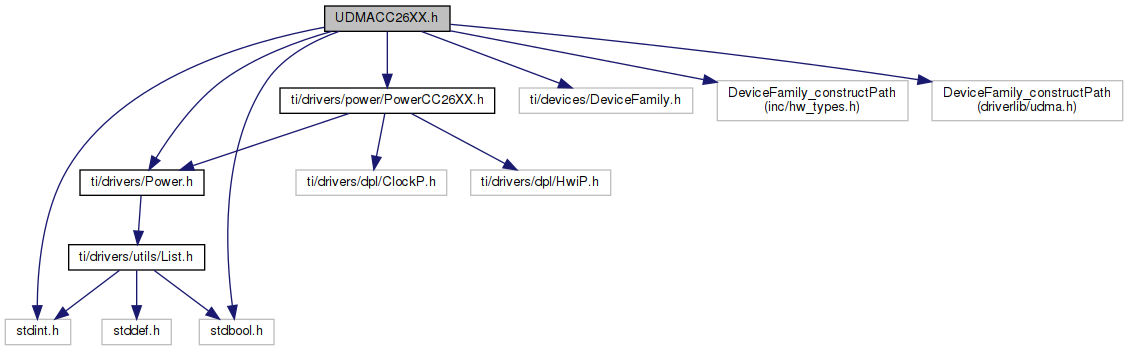 UDMACC26XX.h
ti/drivers/power/PowerCC26XX.h
ti/devices/DeviceFamily.h
DeviceFamily_constructPath
(inc/hw_types.h)
DeviceFamily_constructPath
(driverlib/udma.h)
ti/drivers/Power.h
ti/drivers/dpl/ClockP.h
ti/drivers/dpl/HwiP.h
ti/drivers/utils/List.h
stdint.h
stddef.h
stdbool.h